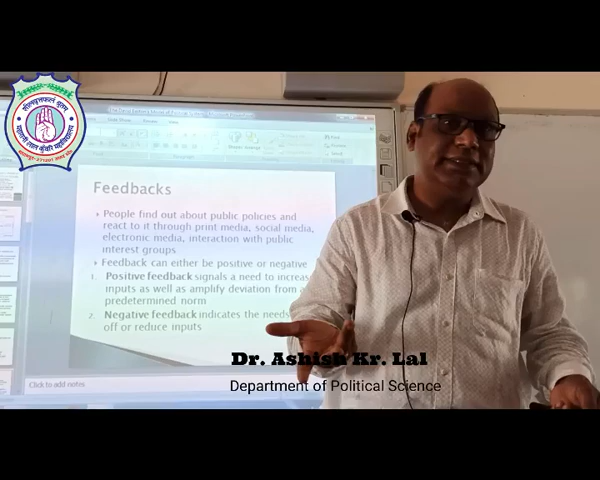 Feedbacks
People find out about public policies and
react to it through print media, social media,
electronic media, interaction with public
interest groups
Feedback can either be positive or negative
1. Positive feedback signals a need to increas
inputs as well as amplify deviation from a
predetermined norm
2. Negative feedback indicates the needs
off or reduce inputs
Click to add notes
Dr. Ashish Kr. Lal
Department of Political Science